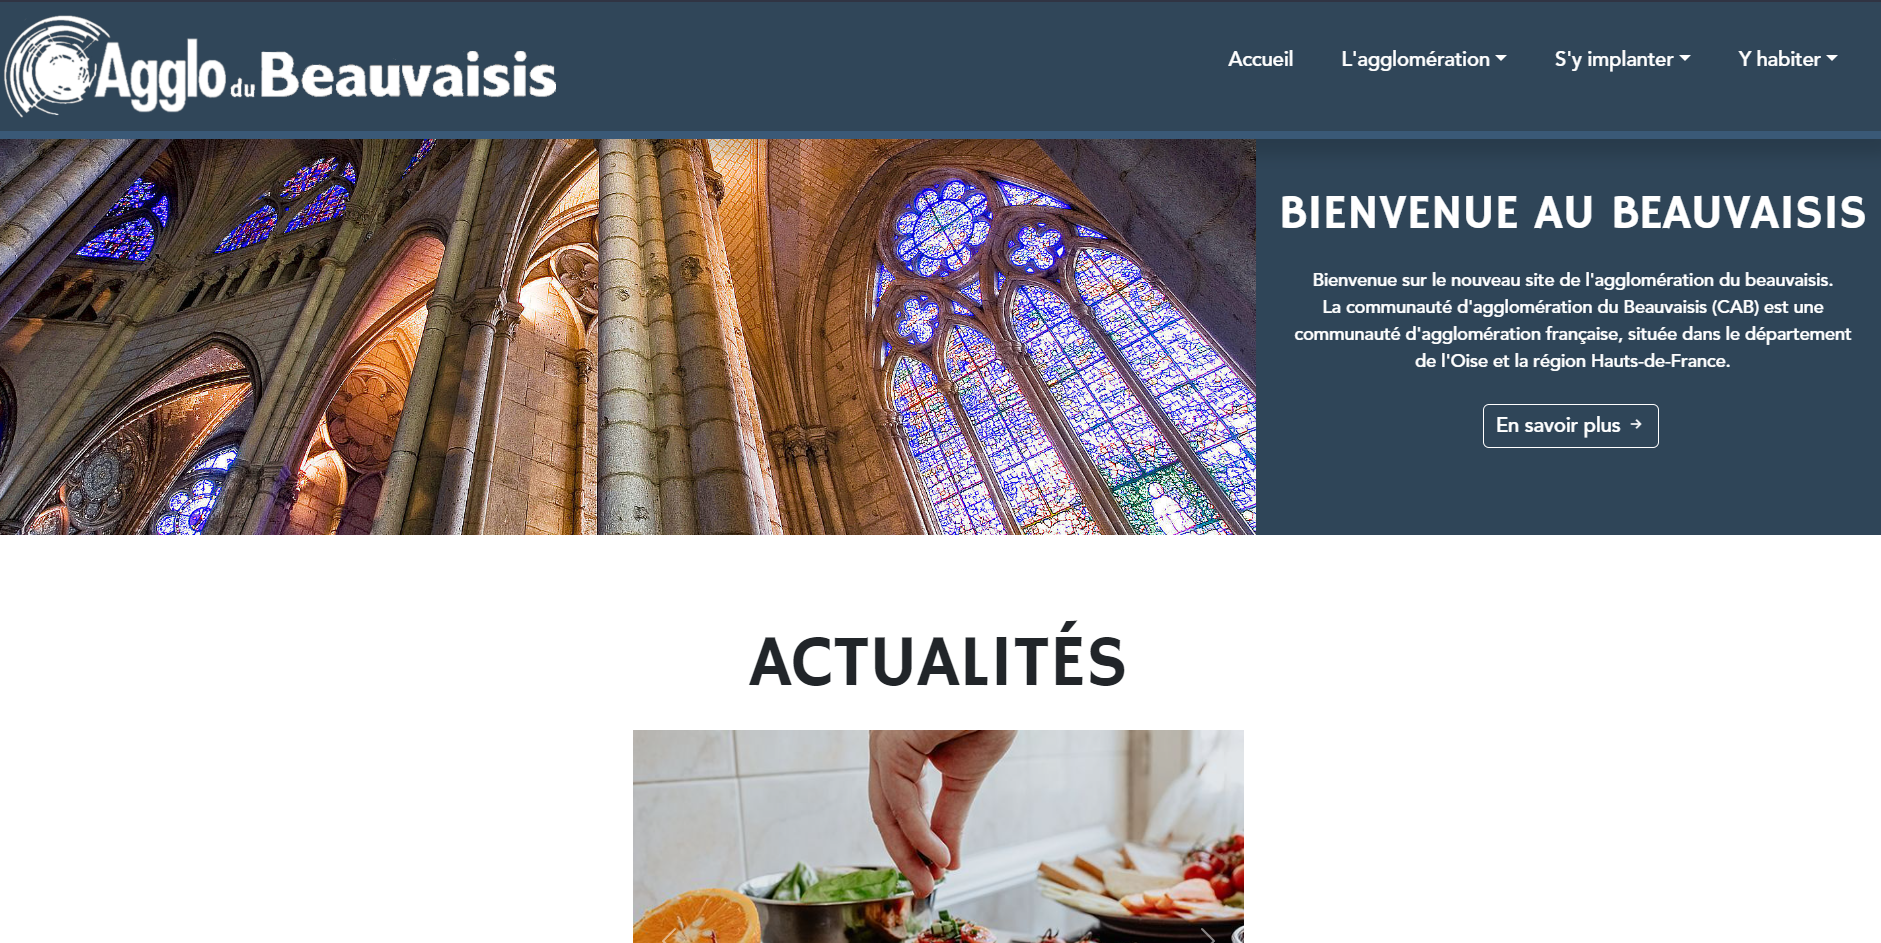 Agglo du Beauvaisis
Accueil
L'agglomération
S'y implanter
Y habiter
BIENVENUE AU BEAUVAISIS
Bienvenue sur le nouveau site de l'agglomération du beauvaisis.
La communauté d'agglomération du Beauvaisis (CAB) est une
communauté d'agglomération française, située dans le département
de l'Oise et la région Hauts-de-France.
En savoir plus →
ACTUALITÉS